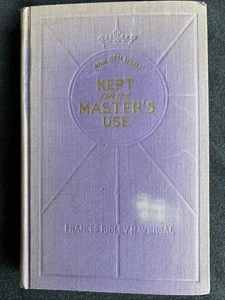 KEPT
FOR THE
MASTER'S
USE
FRANCES RIDLEY HAVERGAL